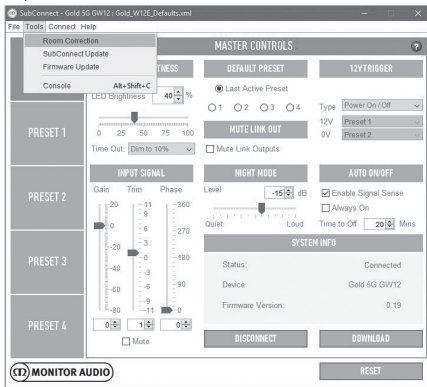 SubConnect - Gold 5G GW12 : Gold_W12E_Defaults.xml
File Tools Connect Help
Room Correction
SubConnect Update
Firmware Update
Console Alt+Shift+C
MASTER CONTROLS
?
TNESS
LED Brightness 40 %
0 25 50 75 100
Time Out: Dim to 10%
DEFAULT PRESET
Last Active Preset
1 2 3 4
MUTE LINK OUT
Mute Link Outputs
12V TRIGGER
Type Power On / Off
12V Preset 1
0V Preset 2
PRESET 1
PRESET 2
PRESET 3
PRESET 4
INPUT SIGNAL
Gain Trim Phase
20
0
-20
-40
-60
-80
11
9
6
3
0
-3
-6
-9
-11
360
270
180
90
0
0 1 0
Mute
NIGHT MODE
Level -15 dB
Quiet Loud
AUTO ON/OFF
Enable Signal Sense
Always On
Time to Off 20 Mins
SYSTEM INFO
Status: Connected
Device: Gold 5G GW12
Firmware Version: 0.19
DISCONNECT
DOWNLOAD
MONITOR AUDIO
RESET